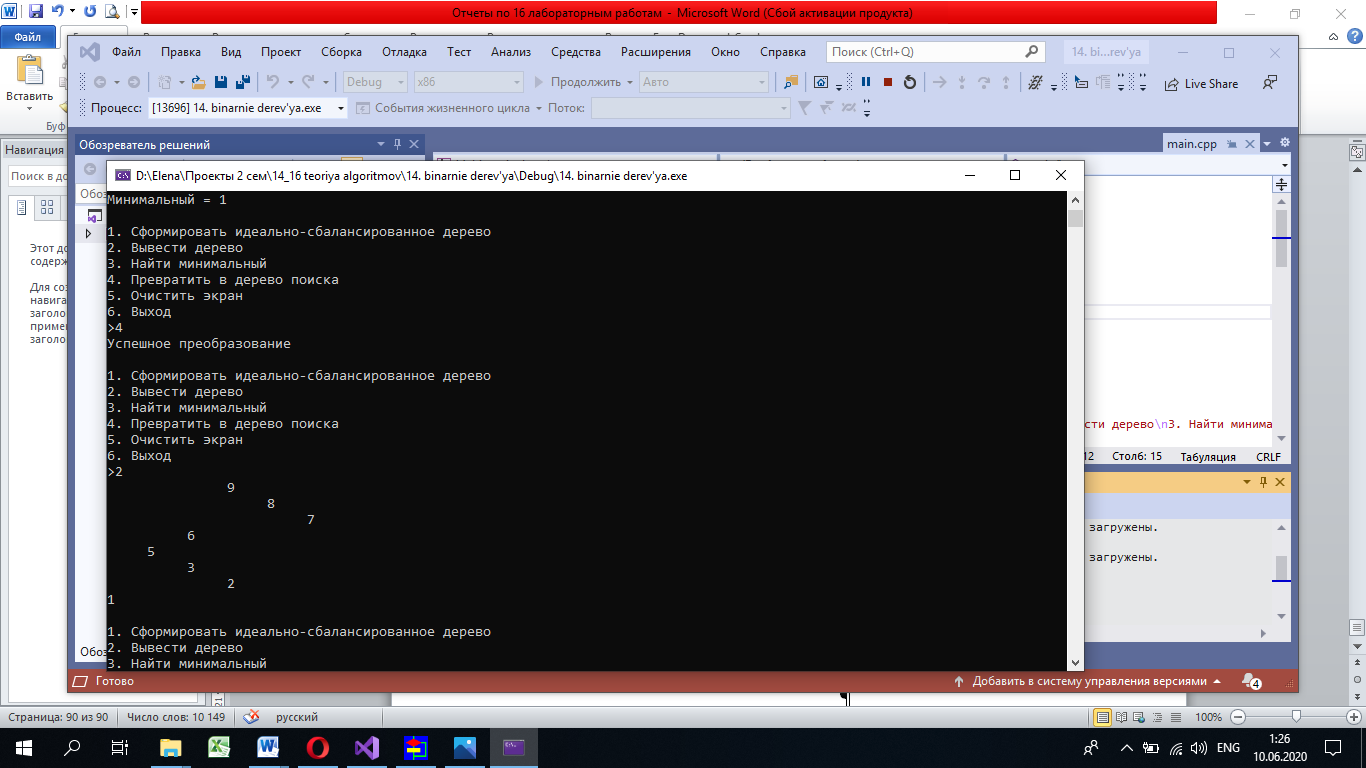 Отчеты по 16 лабораторным работам - Microsoft Word (Сбой активации продукта)
Файл
Вставить
Буф
Навигация
Поиск в до
Этот до
содерж
Для соз
навига
заголо
приме
заголо
Файл Правка Вид Проект Сборка Отладка Тест Анализ Средства Расширения Окно Справка Поиск (Ctrl+Q) 14. bi...rev'ya
Debug x86 Продолжить Авто Live Share
Процесс: [13696] 14. binarnie derev'ya.exe События жизненного цикла Поток:
Обозреватель решений
main.cpp
Обоз
D:\Elena\Проекты 2 сем\14_16 teoriya algoritmov\14. binarnie derev'ya\Debug\14. binarnie derev'ya.exe
Минимальный = 1
1. Сформировать идеально-сбалансированное дерево
2. Вывести дерево
3. Найти минимальный
4. Превратить в дерево поиска
5. Очистить экран
6. Выход
>4
Успешное преобразование
1. Сформировать идеально-сбалансированное дерево
2. Вывести дерево
3. Найти минимальный
4. Превратить в дерево поиска
5. Очистить экран
6. Выход
>2
9
8
7
6
5
3
2
1
1. Сформировать идеально-сбалансированное дерево
2. Вывести дерево
3. Найти минимальный
сти дерево\n3. Найти минима
12 Столб: 15 Табуляция CRLF
загружены.
загружены.
Обоз
Готово Добавить в систему управления версиями 4
Страница: 90 из 90 Число слов: 10 149 русский 100%
ENG 1:26
10.06.2020